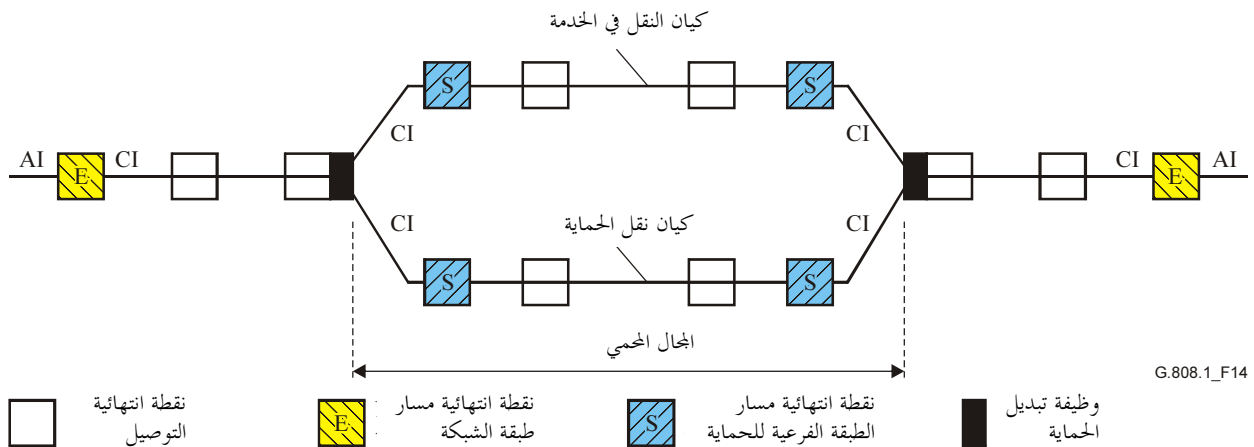 كيان النقل في الخدمة
S
S
CI
CI
AI
E
CI
CI
E
AI
CI
CI
كيان نقل الحماية
S
S
المجال المحمي
G.808.1_F14
وظيفة تبديل
الحماية
S
نقطة انتهائية مسار
الطبقة الفرعية للحماية
E
نقطة انتهائية مسار
طبقة الشبكة
نقطة انتهائية
التوصيل